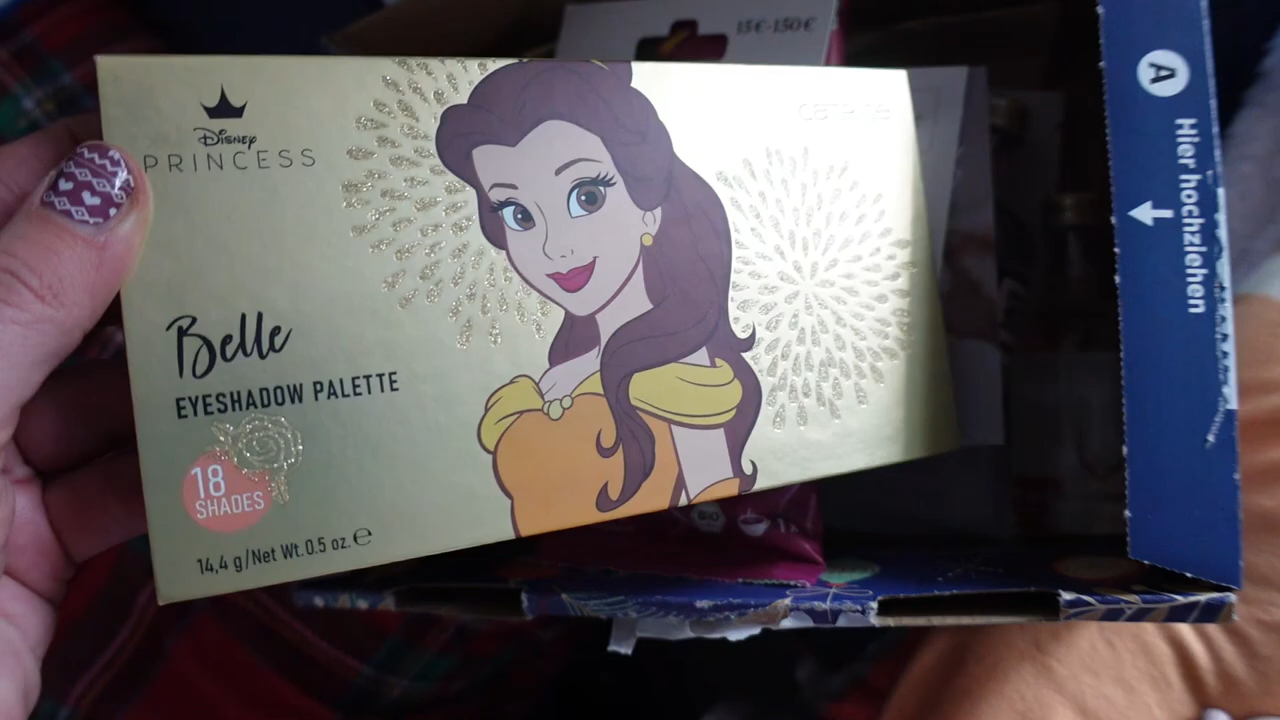 Disney
PRINCESS
Belle
EYESHADOW PALETTE
18
SHADES
14,4 g/Net Wt. 0.5 oz. ℮
CATRICE
15€-150€
A
Hier hochziehen
BIO